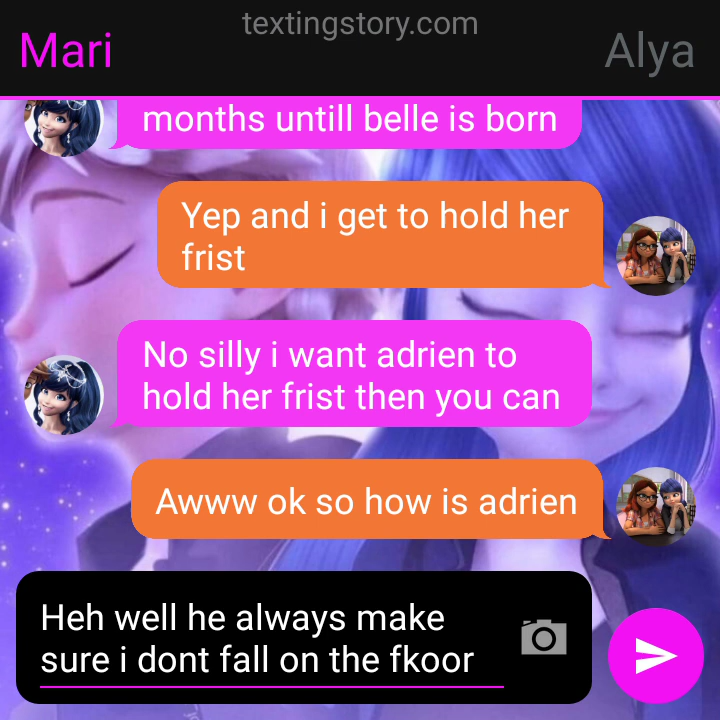 textingstory.com
Mari
Alya
months untill belle is born
Yep and i get to hold her
frist
No silly i want adrien to
hold her frist then you can
Awww ok so how is adrien
Heh well he always make
sure i dont fall on the fkoor